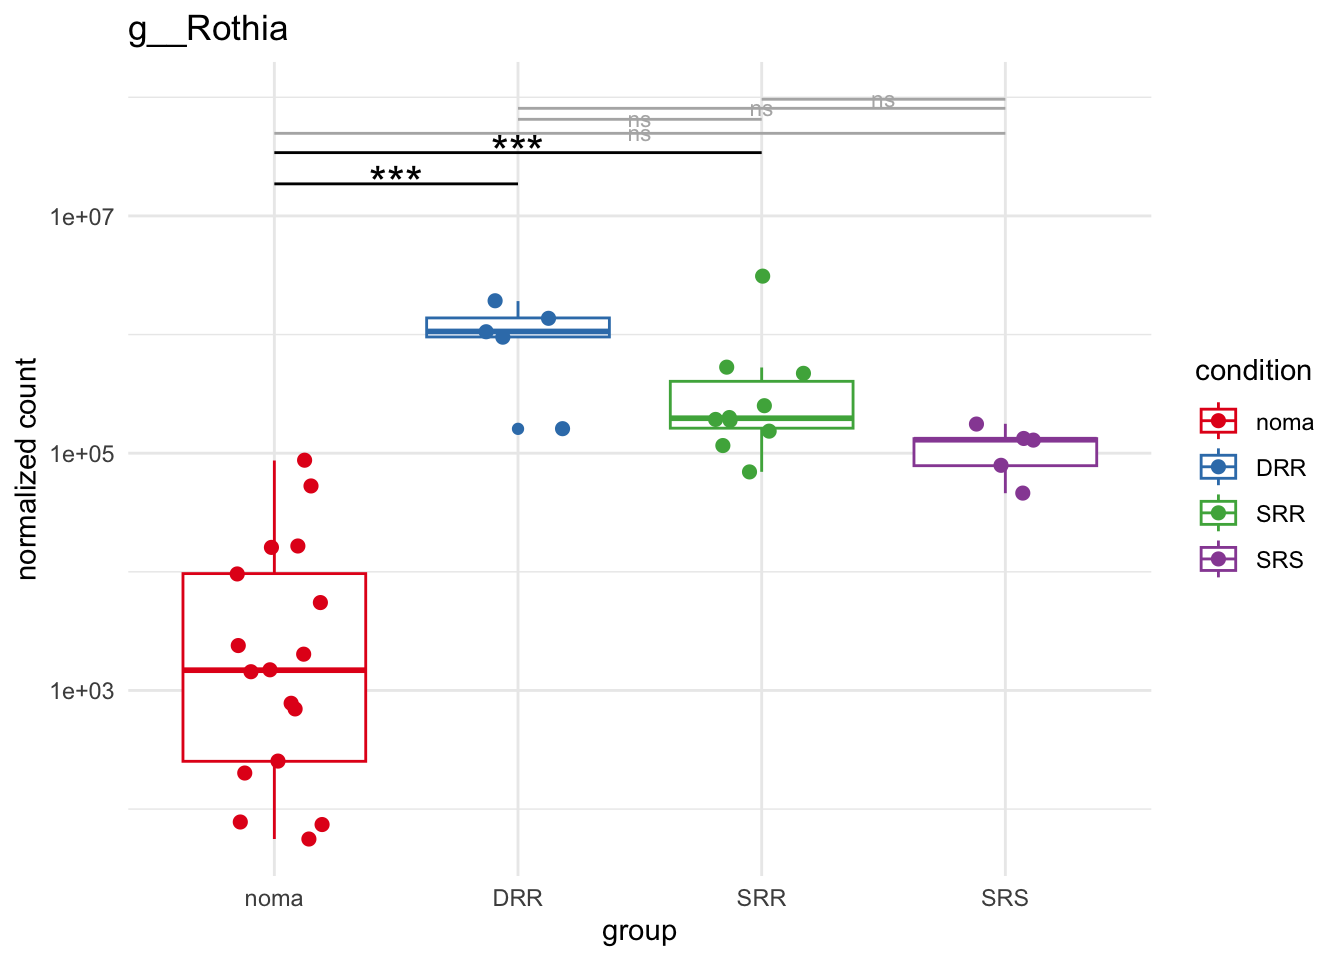 g__Rothia
ns
ns
ns
ns
***
***
1e+07
1e+05
1e+03
normalized count
noma
DRR
SRR
SRS
group
condition
noma
DRR
SRR
SRS